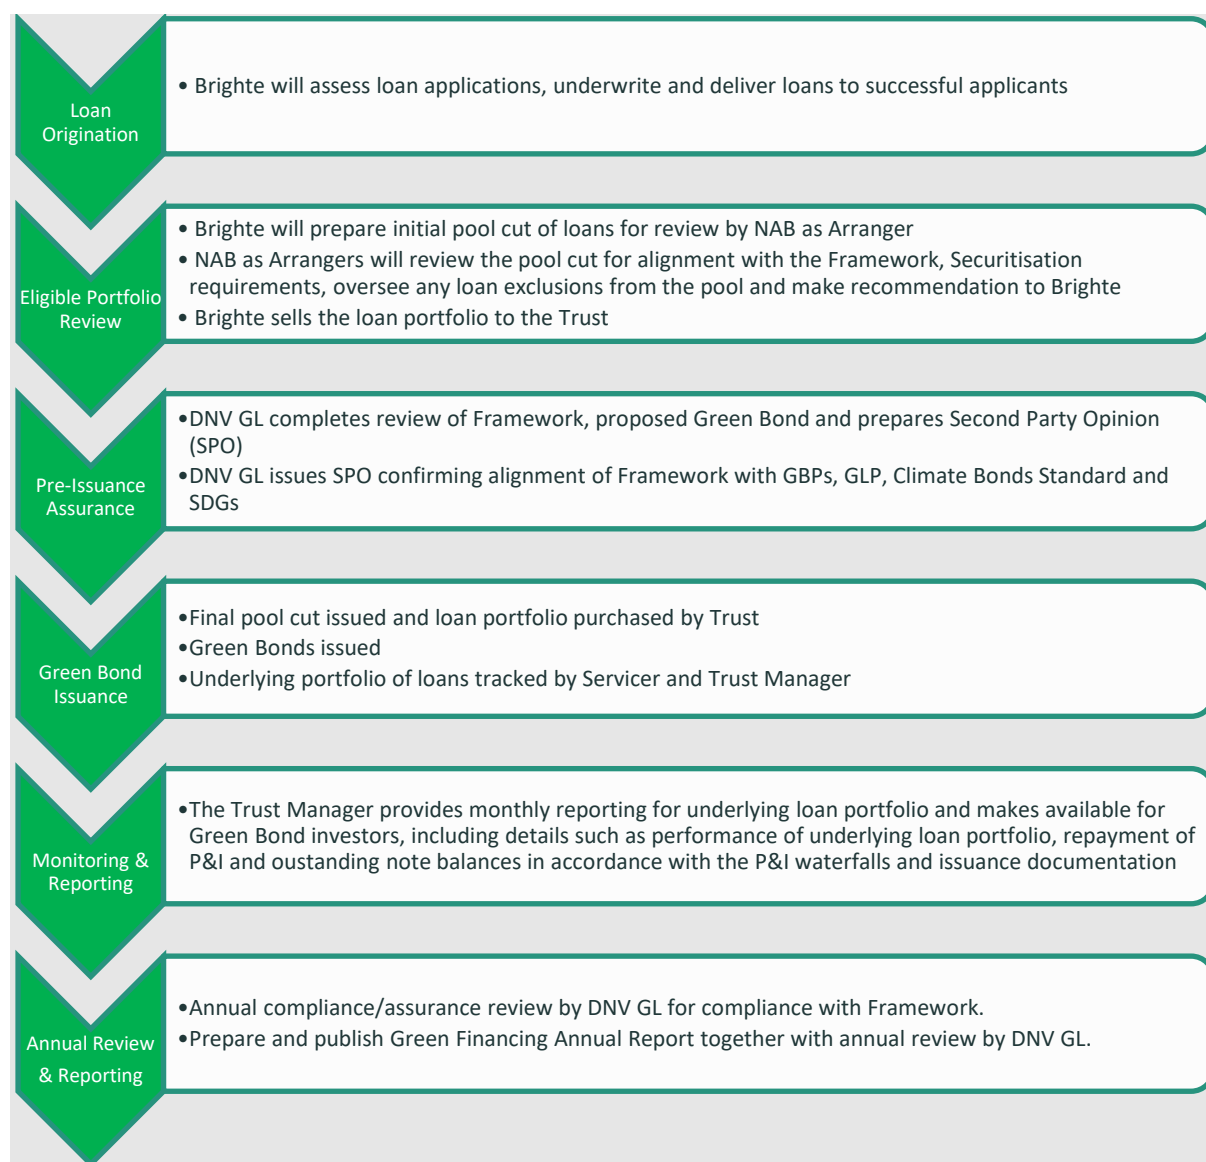 Loan
Origination
• Brighte will assess loan applications, underwrite and deliver loans to successful applicants
Eligible Portfolio
Review
• Brighte will prepare initial pool cut of loans for review by NAB as Arranger
• NAB as Arrangers will review the pool cut for alignment with the Framework, Securitisation
requirements, oversee any loan exclusions from the pool and make recommendation to Brighte
• Brighte sells the loan portfolio to the Trust
Pre-Issuance
Assurance
•DNV GL completes review of Framework, proposed Green Bond and prepares Second Party Opinion
(SPO)
•DNV GL issues SPO confirming alignment of Framework with GBPs, GLP, Climate Bonds Standard and
SDGs
Green Bond
Issuance
•Final pool cut issued and loan portfolio purchased by Trust
•Green Bonds issued
•Underlying portfolio of loans tracked by Servicer and Trust Manager
Monitoring &
Reporting
•The Trust Manager provides monthly reporting for underlying loan portfolio and makes available for
Green Bond investors, including details such as performance of underlying loan portfolio, repayment of
P&I and oustanding note balances in accordance with the P&I waterfalls and issuance documentation
Annual Review
& Reporting
•Annual compliance/assurance review by DNV GL for compliance with Framework.
•Prepare and publish Green Financing Annual Report together with annual review by DNV GL.